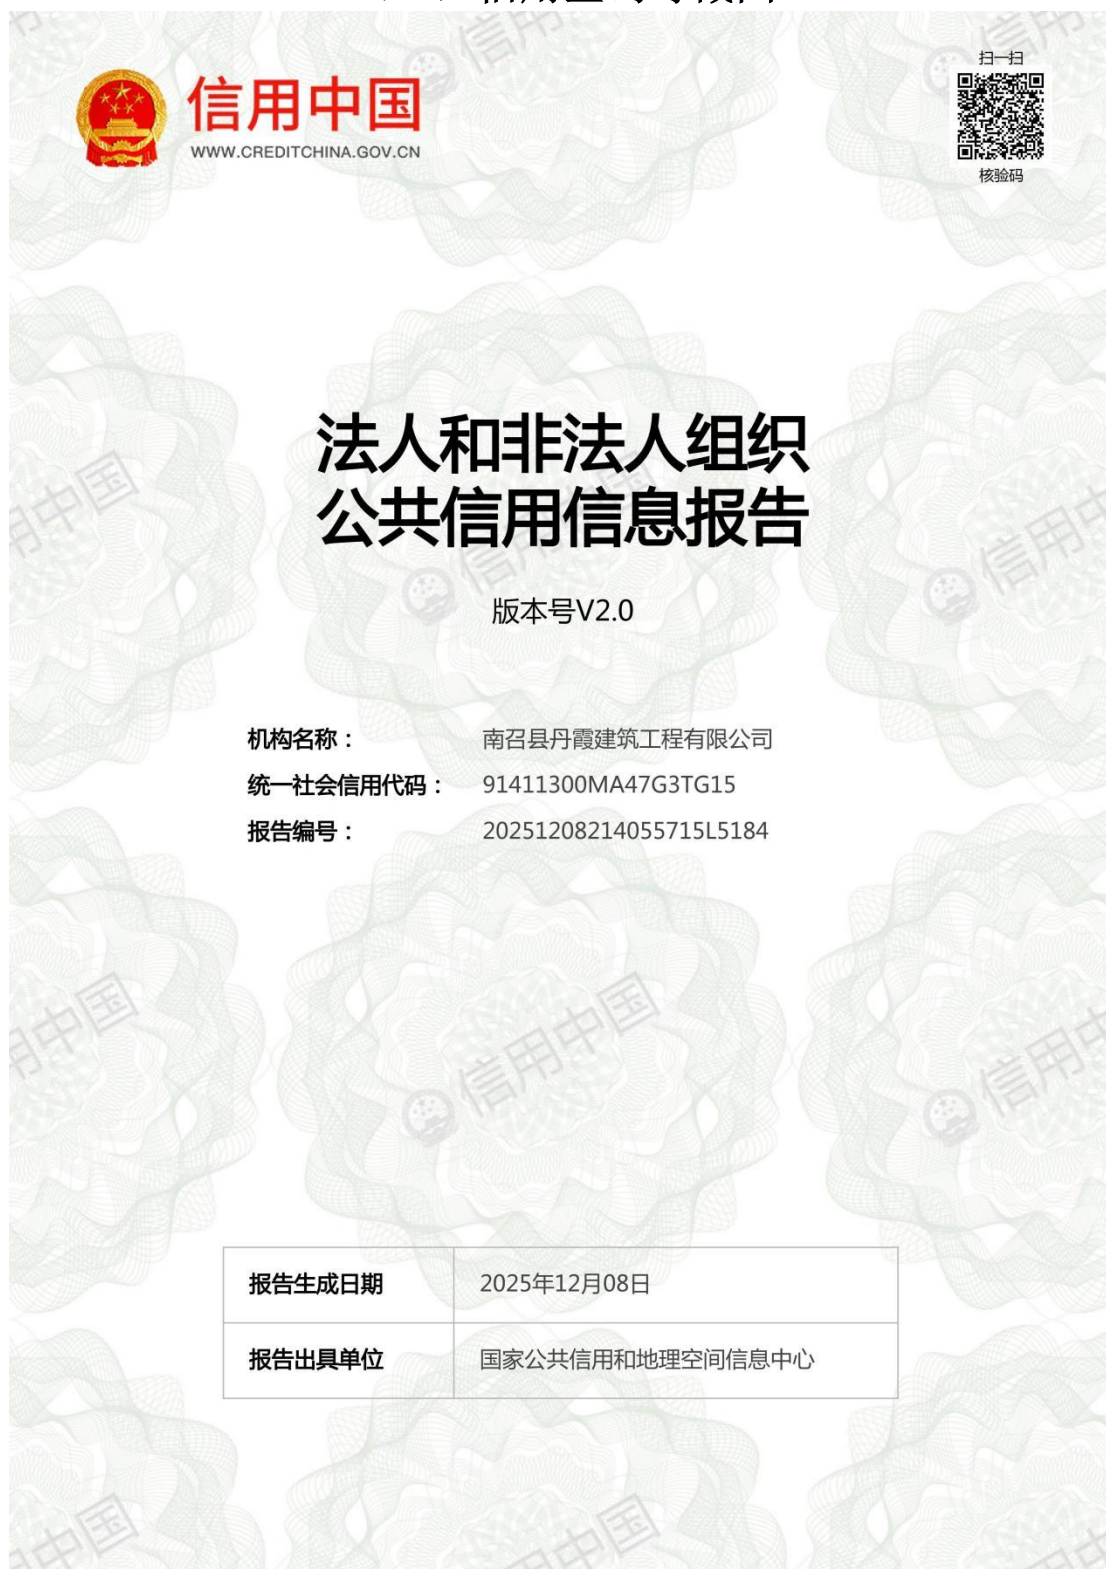 信用中国
WWW.CREDITCHINA.GOV.CN
扫一扫
核验码
法人和非法人组织
公共信用信息报告
版本号V2.0
机构名称： 南召县丹霞建筑工程有限公司
统一社会信用代码： 91411300MA47G3TG15
报告编号： 20251208214055715L5184
报告生成日期 2025年12月08日
报告出具单位 国家公共信用和地理空间信息中心